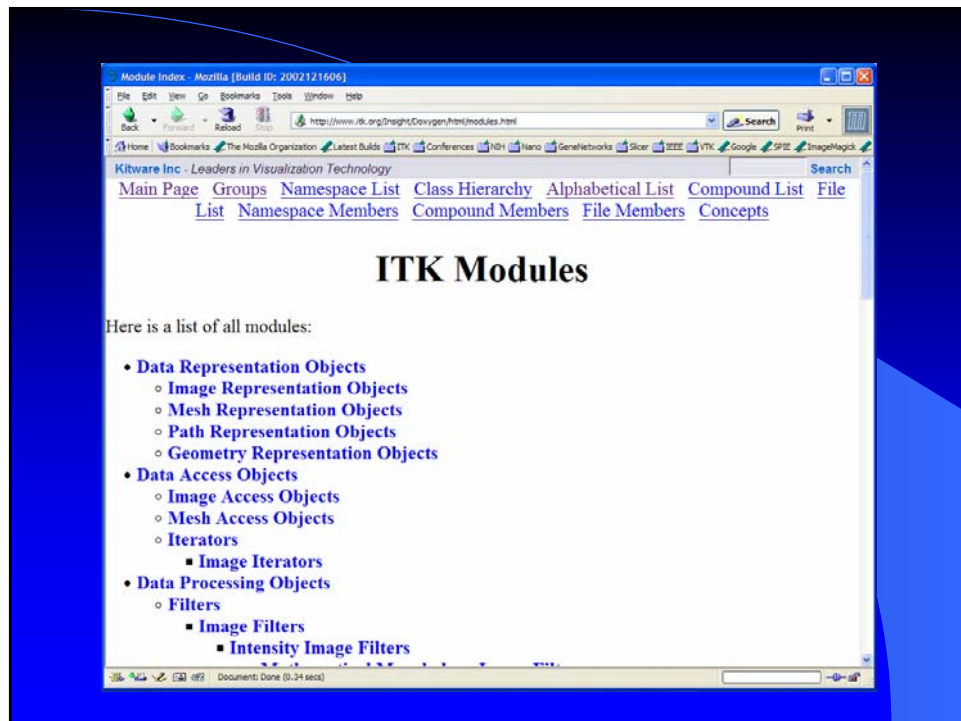 Module Index - Mozilla {Build ID: 2002121606}
File Edit View Go Bookmarks Tools Window Help
Back Forward Reload Stop http://www.itk.org/Insight/Doxygen/html/modules.html Search Print
Home Bookmarks The Mozilla Organization Latest Builds ITK Conferences NIH Nano GeneNetworks Slicer IEEE VTK Google SPIE ImageMagick
Kitware Inc - Leaders in Visualization Technology Search
Main Page Groups Namespace List Class Hierarchy Alphabetical List Compound List File
List Namespace Members Compound Members File Members Concepts
ITK Modules
Here is a list of all modules:
Data Representation Objects
Image Representation Objects
Mesh Representation Objects
Path Representation Objects
Geometry Representation Objects
Data Access Objects
Image Access Objects
Mesh Access Objects
Iterators
Image Iterators
Data Processing Objects
Filters
Image Filters
Intensity Image Filters
Document: Done (0.34 secs)